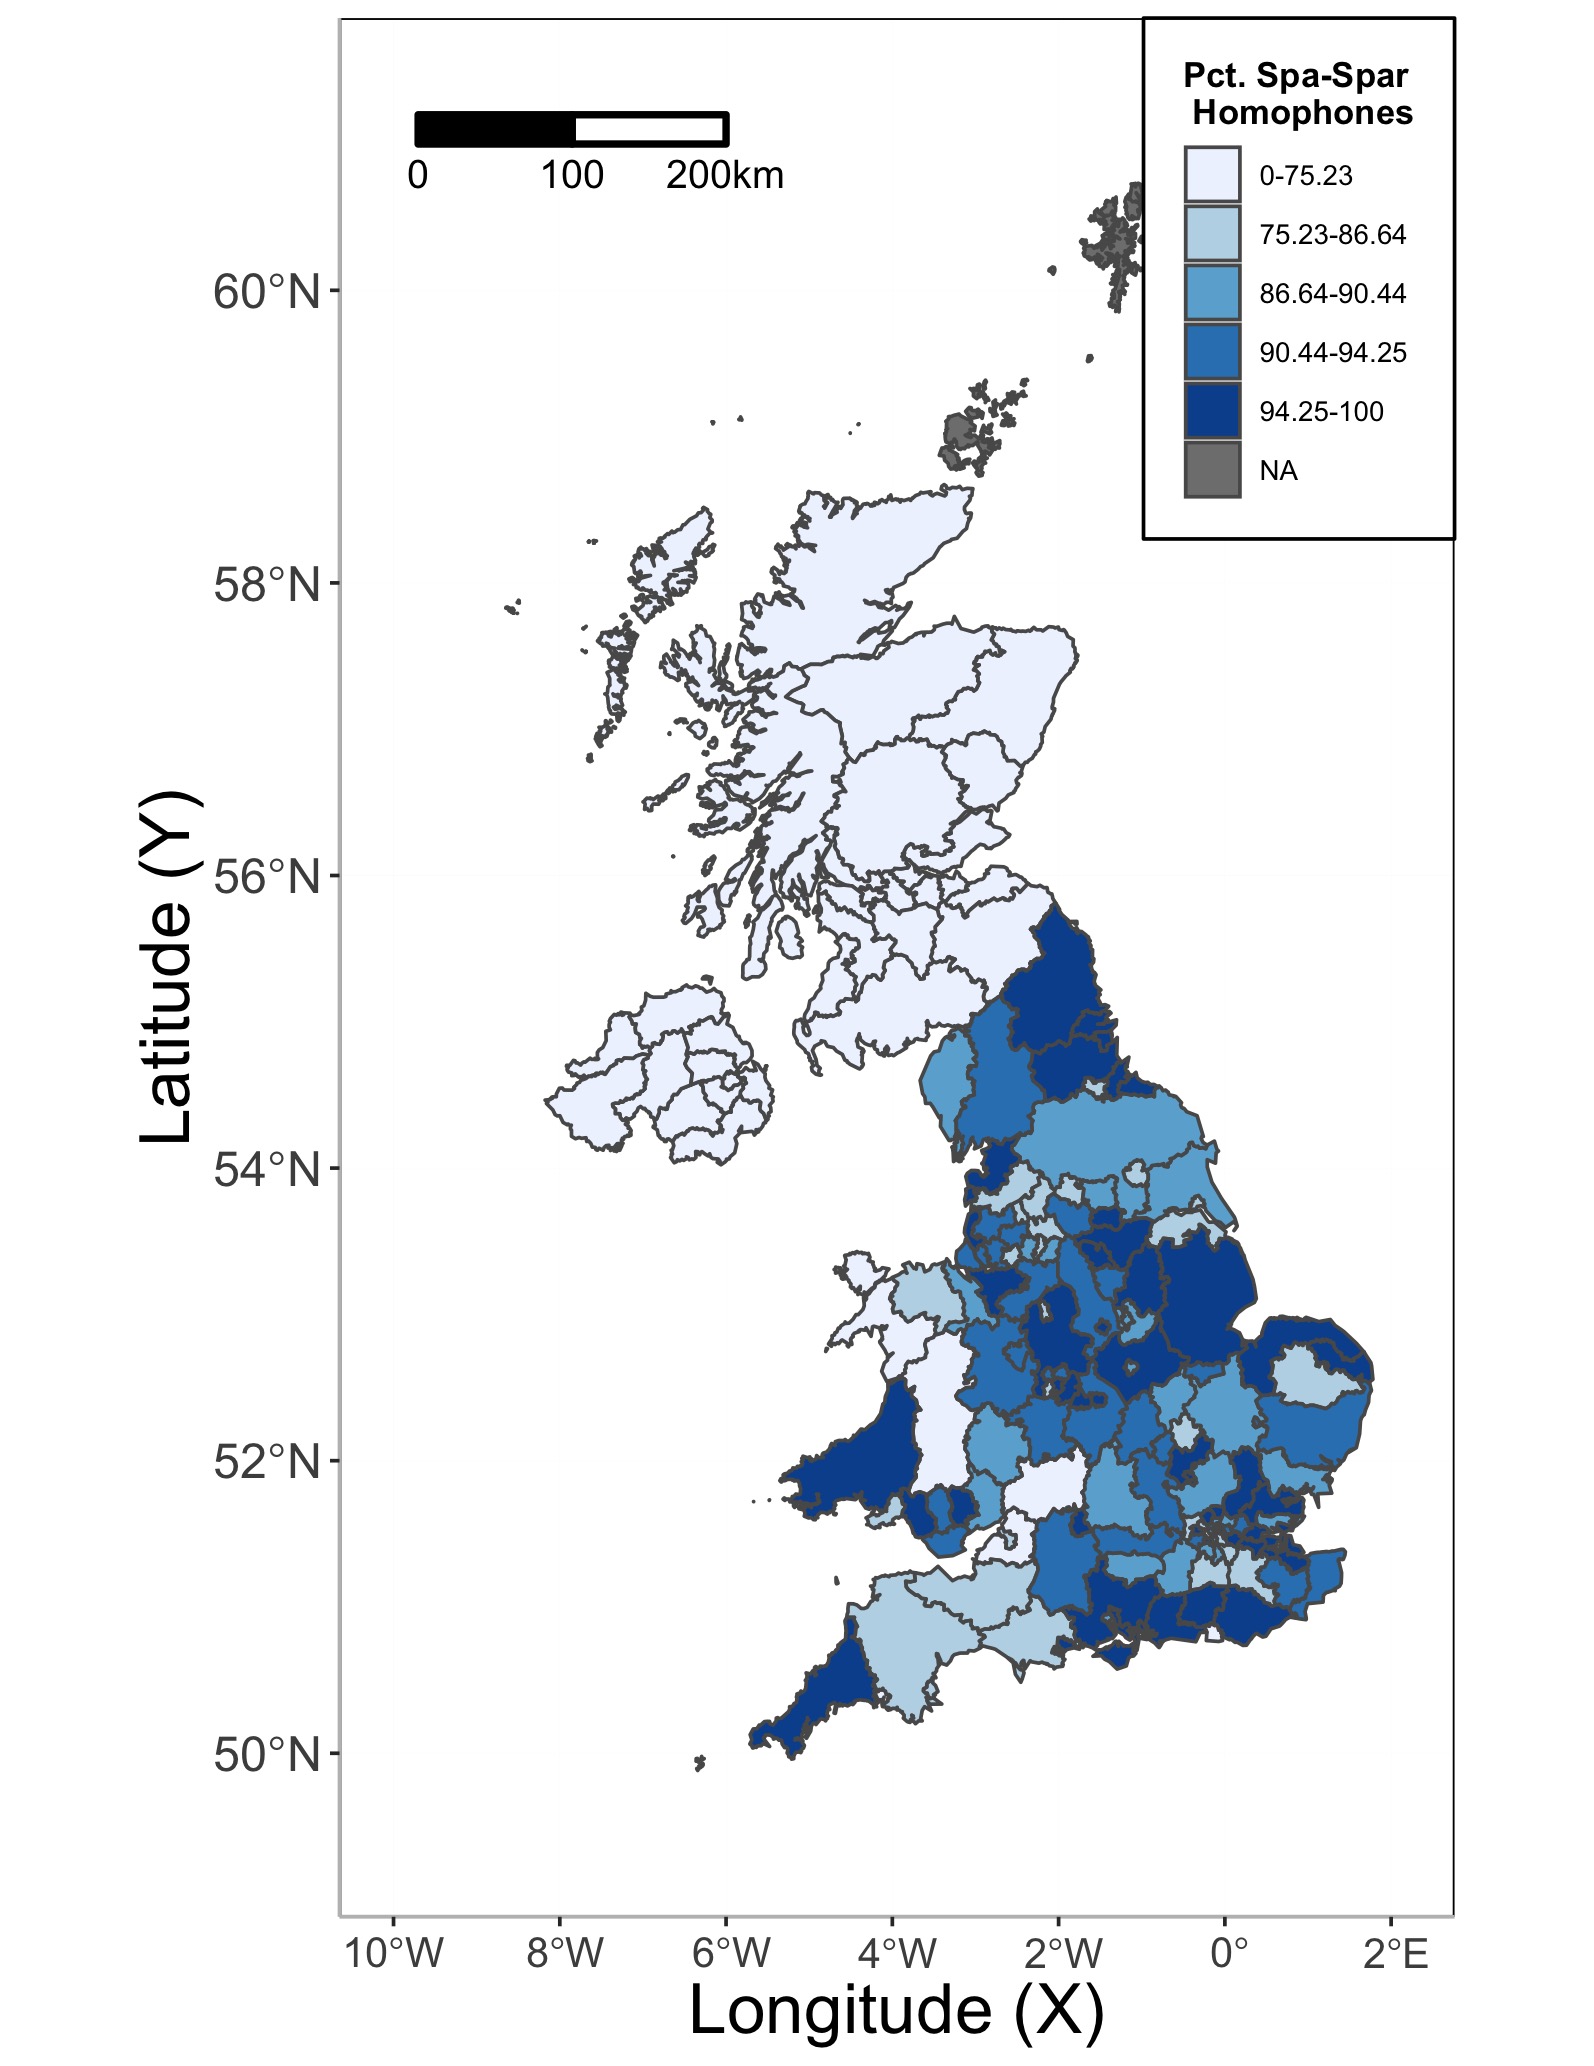 Pct. Spa-Spar
Homophones
0-75.23
75.23-86.64
86.64-90.44
90.44-94.25
94.25-100
NA
0 100 200km
60°N
58°N
56°N
54°N
52°N
50°N
Latitude (Y)
10°W 8°W 6°W 4°W 2°W 0° 2°E
Longitude (X)